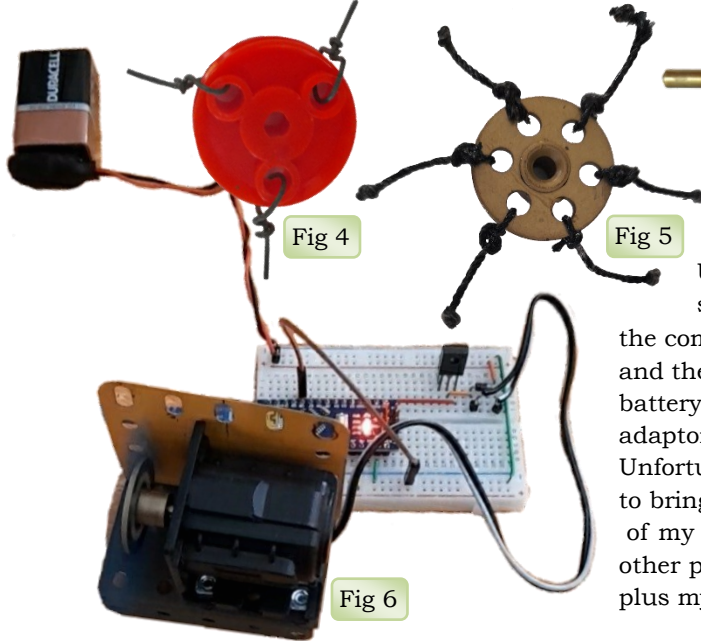 DURACELL
Fig 4
Fig 5
the con
and the
battery
adaptor
Unfortu
to bring
of my
other p
plus my
Fig 6